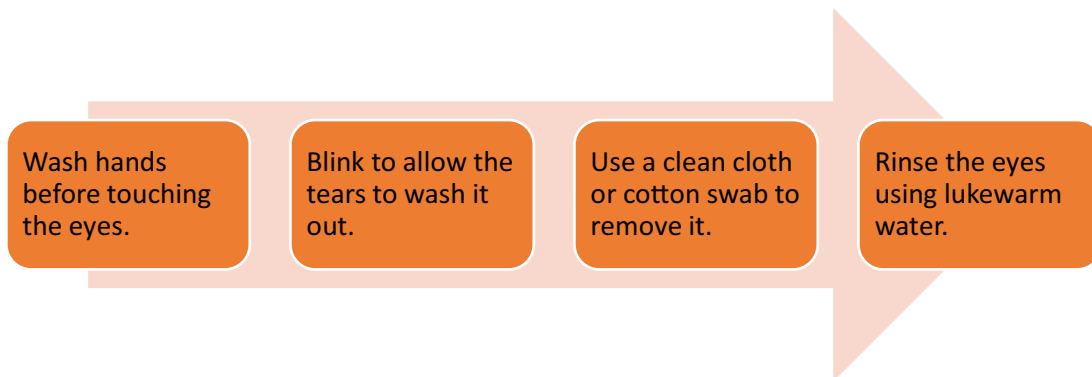 Wash hands
before touching
the eyes.
Blink to allow the
tears to wash it
out.
Use a clean cloth
or cotton swab to
remove it.
Rinse the eyes
using lukewarm
water.